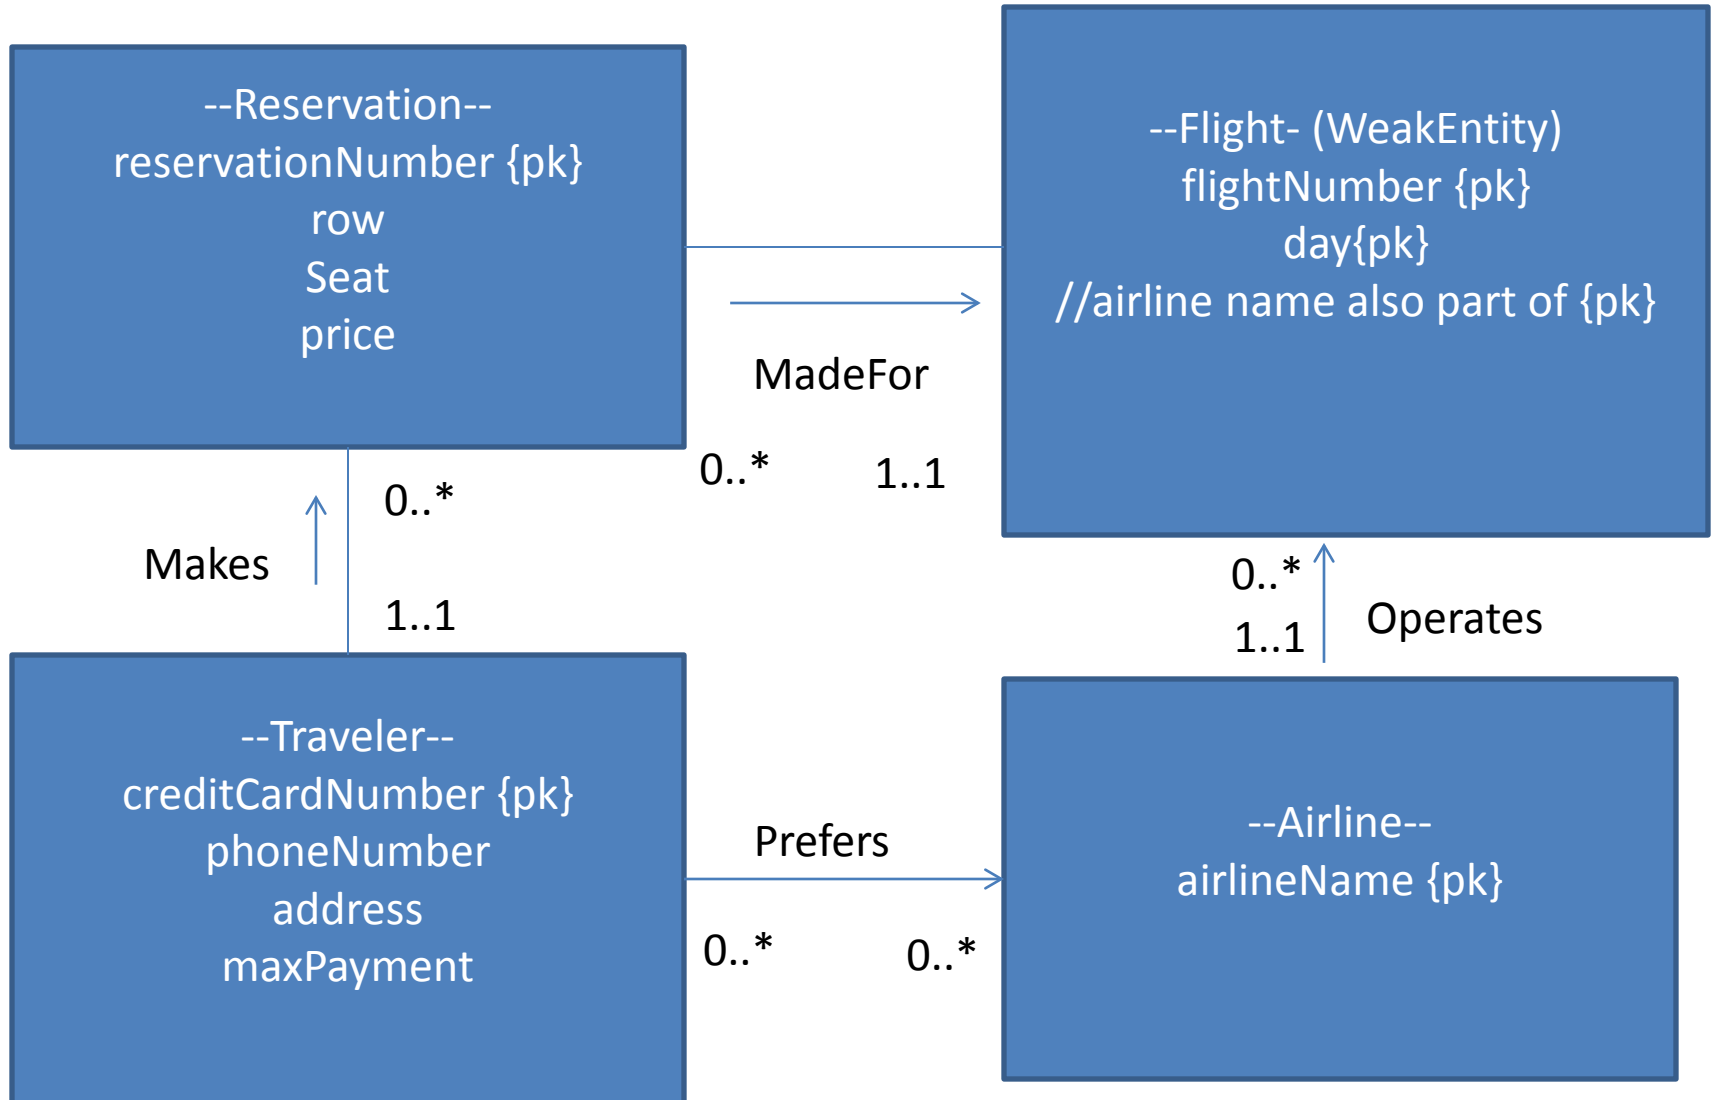 --Reservation--
reservationNumber {pk}
row
Seat
price
--Flight- (WeakEntity)
flightNumber {pk}
day{pk}
//airline name also part of {pk}
MadeFor
0..*
1..1
0..*
Makes
1..1
0..*
1..1
Operates
--Traveler--
creditCardNumber {pk}
phoneNumber
address
maxPayment
Prefers
0..*
0..*
--Airline--
airlineName {pk}